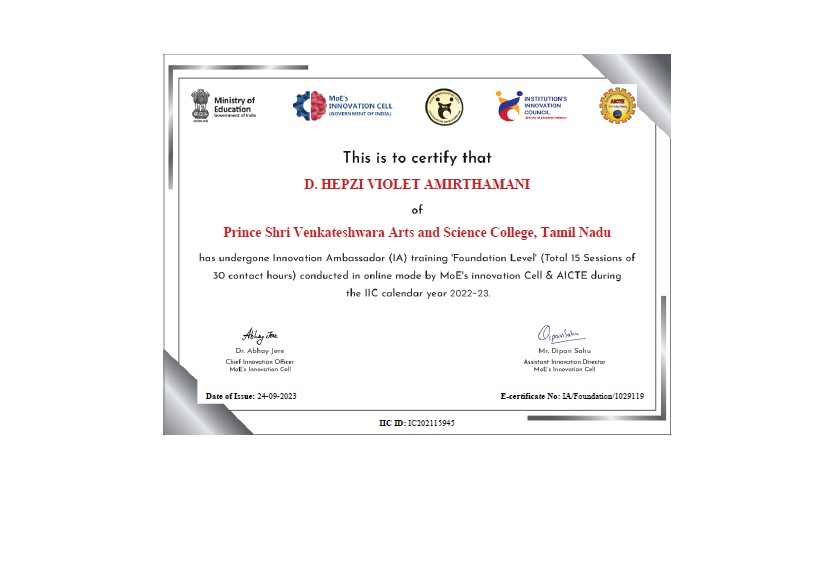 Ministry of
Education
Government of India
MoE's
INNOVATION CELL
(GOVERNMENT OF INDIA)
INSTITUTION'S
INNOVATION
COUNCIL
(Ministry of Education Initiative)
AICTE
This is to certify that
D. HEPZI VIOLET AMIRTHAMANI
of
Prince Shri Venkateshwara Arts and Science College, Tamil Nadu
has undergone Innovation Ambassador (IA) training 'Foundation Level' (Total 15 Sessions of
30 contact hours) conducted in online mode by MoE's innovation Cell & AICTE during
the IIC calendar year 2022–23.
Abhay Jere
Dipan Sahu
Dr. Abhay Jere
Mr. Dipan Sahu
Chief Innovation Officer
Assistant Innovation Director
MoE's Innovation Cell
MoE's Innovation Cell
Date of Issue: 24-09-2023
E-certificate No: IA/Foundation/1029119
IIC ID: IC202115945